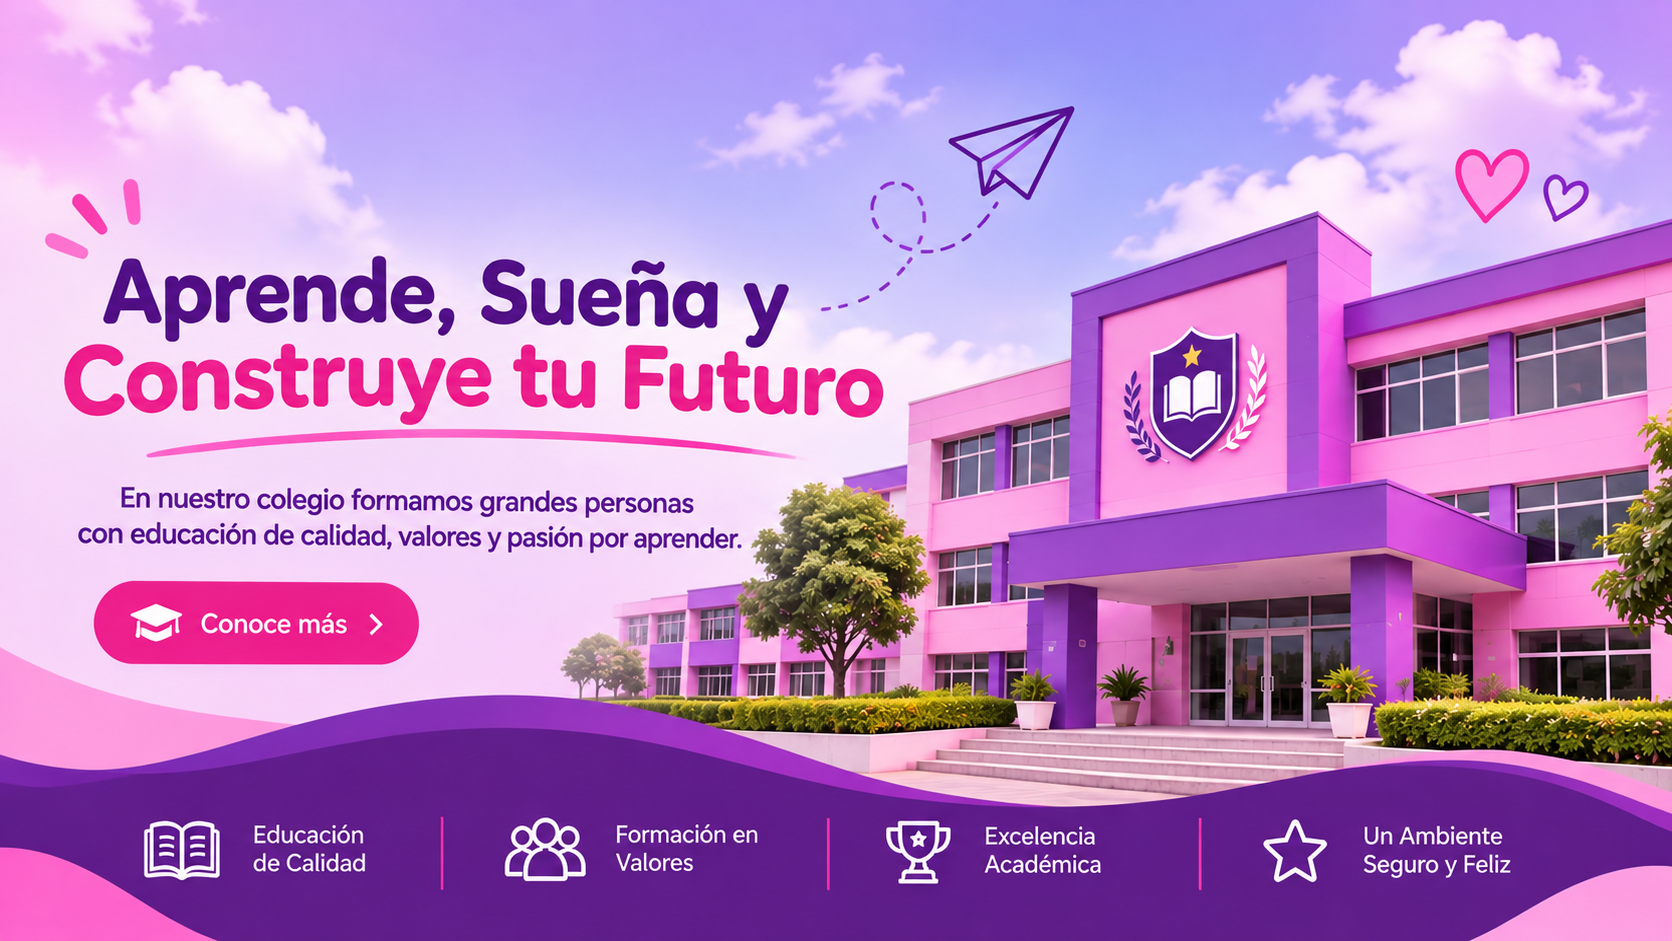 Aprende, Sueña y
Construye tu Futuro
En nuestro colegio formamos grandes personas
con educación de calidad, valores y pasión por aprender.
Conoce más
Educación
de Calidad
Formación en
Valores
Excelencia
Académica
Un Ambiente
Seguro y Feliz